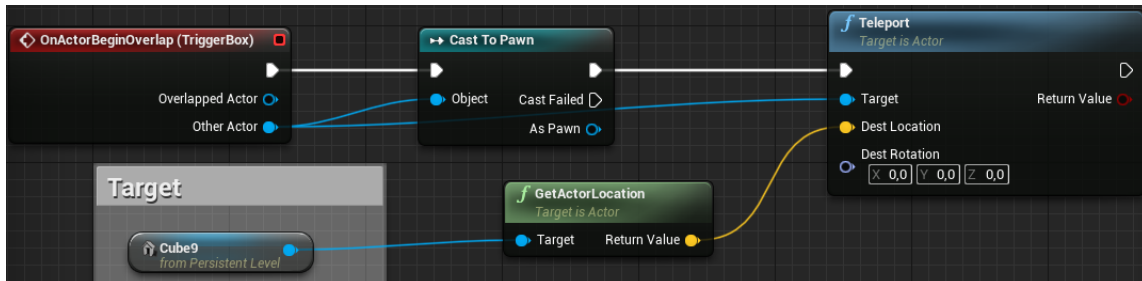 OnActorBeginOverlap (TriggerBox)
Overlapped Actor
Other Actor
Cast To Pawn
Object
Cast Failed
As Pawn
Teleport
Target is Actor
Target
Return Value
Dest Location
Dest Rotation
X 0,0 Y 0,0 Z 0,0
Target
Cube9
from Persistent Level
GetActorLocation
Target is Actor
Target
Return Value